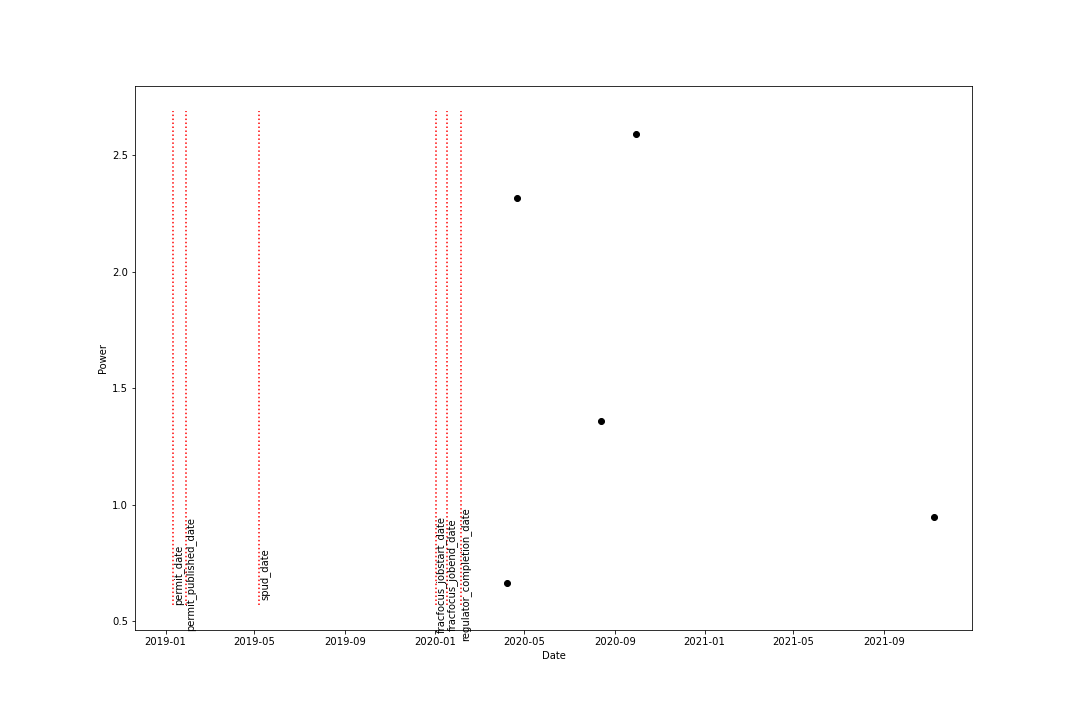 2.5
2.0
1.5
1.0
0.5
Power
permit_date
permit_published_date
spud_date
fracfocus_jobstart_date
fracfocus_jobend_date
regulator_completion_date
2019-01
2019-05
2019-09
2020-01
2020-05
2020-09
2021-01
2021-05
2021-09
Date